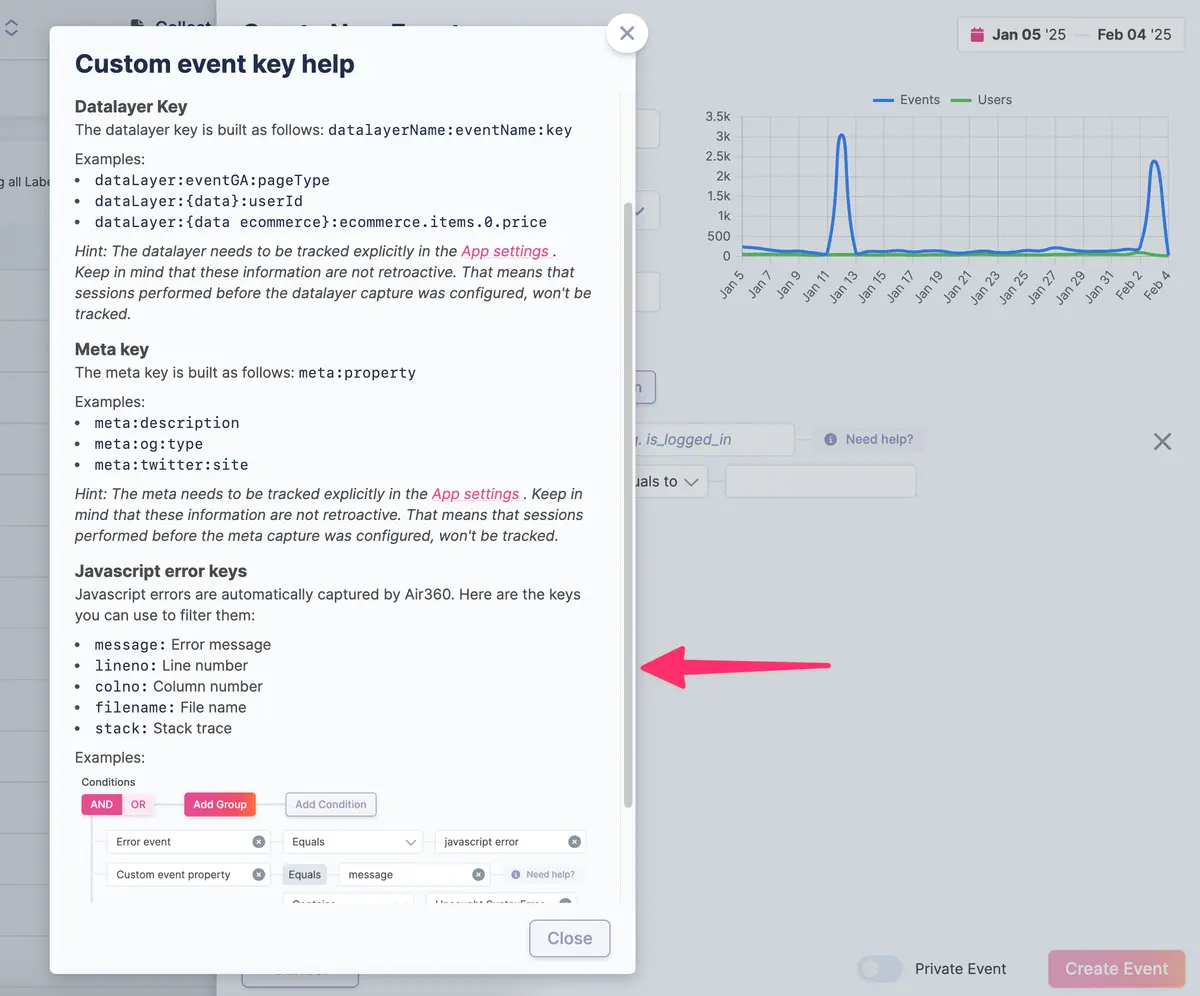 Collect
Jan 05 '25 — Feb 04 '25
Custom event key help
Datalayer Key
The datalayer key is built as follows: datalayerName:eventName:key
Examples:
• dataLayer:eventGA:pageType
• dataLayer:{data}:userId
• dataLayer:{data ecommerce}:ecommerce.items.0.price
Hint: The datalayer needs to be tracked explicitly in the App settings .
Keep in mind that these information are not retroactive. That means that
sessions performed before the datalayer capture was configured, won't be
tracked.
Meta key
The meta key is built as follows: meta:property
Examples:
• meta:description
• meta:og:type
• meta:twitter:site
Hint: The meta needs to be tracked explicitly in the App settings . Keep in
mind that these information are not retroactive. That means that sessions
performed before the meta capture was configured, won't be tracked.
Javascript error keys
Javascript errors are automatically captured by Air360. Here are the keys
you can use to filter them:
• message: Error message
• lineno: Line number
• colno: Column number
• filename: File name
• stack: Stack trace
Examples:
Conditions
AND OR Add Group Add Condition
Error event Equals javascript error
Custom event property Equals message Need help?
Close
g all Labe
Events Users
3.5k
3k
2.5k
2k
1.5k
1k
500
0
Jan 5 Jan 7 Jan 9 Jan 11 Jan 13 Jan 15 Jan 17 Jan 19 Jan 21 Jan 23 Jan 25 Jan 27 Jan 29 Jan 31 Feb 2 Feb 4
n
. is_logged_in Need help?
uals to
Private Event Create Event